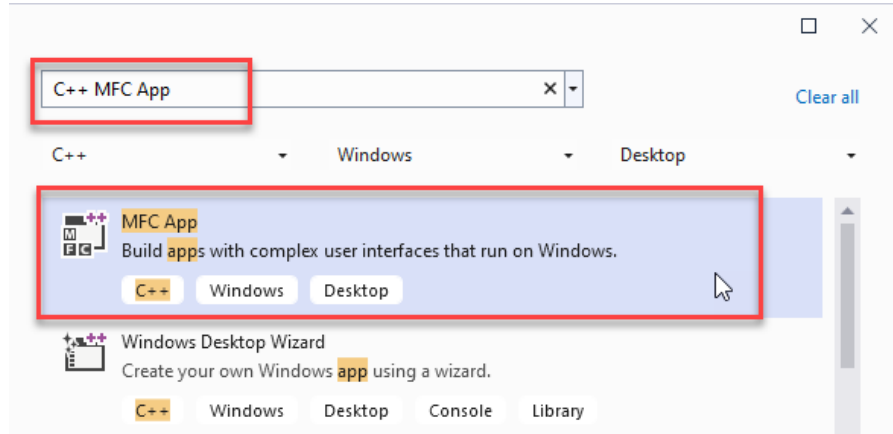 C++ MFC App
Clear all
C++ Windows Desktop
MFC App
Build apps with complex user interfaces that run on Windows.
C++ Windows Desktop
Windows Desktop Wizard
Create your own Windows app using a wizard.
C++ Windows Desktop Console Library